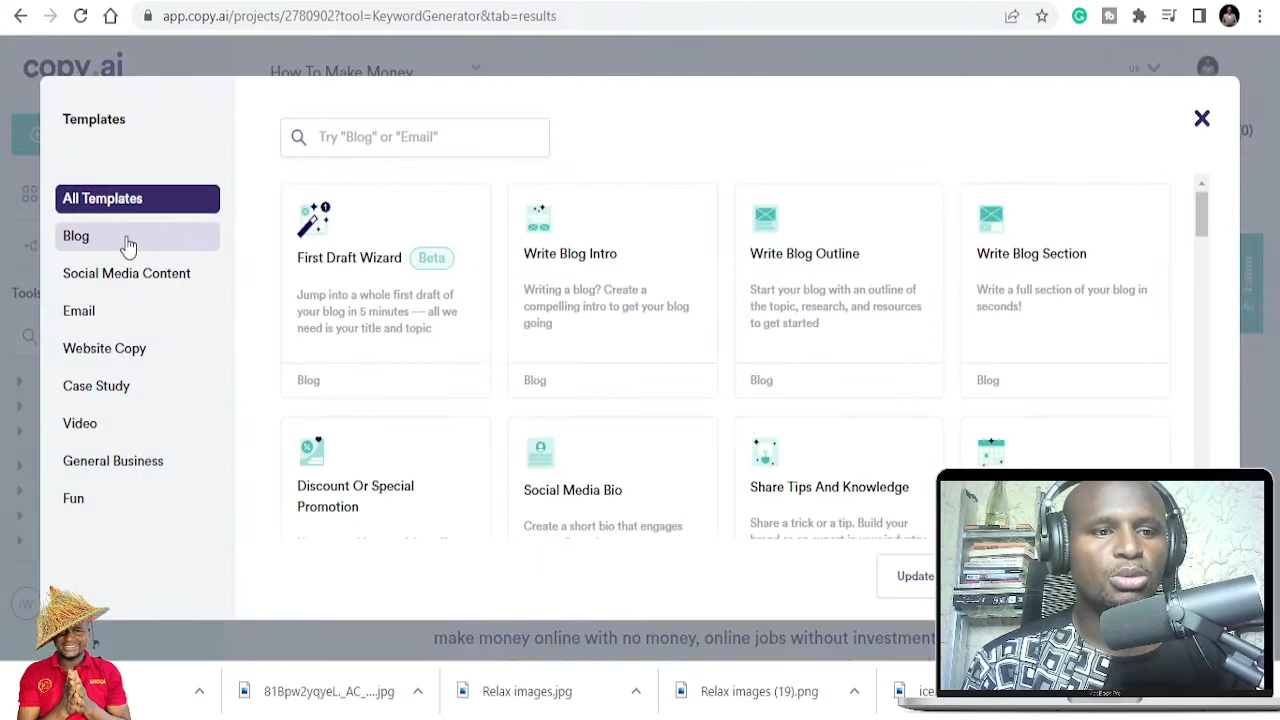 app.copy.ai/projects/2780902?tool=KeywordGenerator&tab=results
copy.ai
How To Make Money
us
Templates
Try "Blog" or "Email"
All Templates
Blog
Social Media Content
Email
Website Copy
Case Study
Video
General Business
Fun
First Draft Wizard
Beta
Jump into a whole first draft of
your blog in 5 minutes — all we
need is your title and topic
Blog
Write Blog Intro
Writing a blog? Create a
compelling intro to get your blog
going
Blog
Write Blog Outline
Start your blog with an outline of
the topic, research, and resources
to get started
Blog
Write Blog Section
Write a full section of your blog in
seconds!
Blog
Discount Or Special
Promotion
Social Media Bio
Create a short bio that engages
Share Tips And Knowledge
Share a trick or a tip. Build your
Update
Tools
Editor
IW
make money online with no money, online jobs without investment
81Bpw2yqyeL._AC_....jpg
Relax images.jpg
Relax images (19).png
ice
MacBook Pro